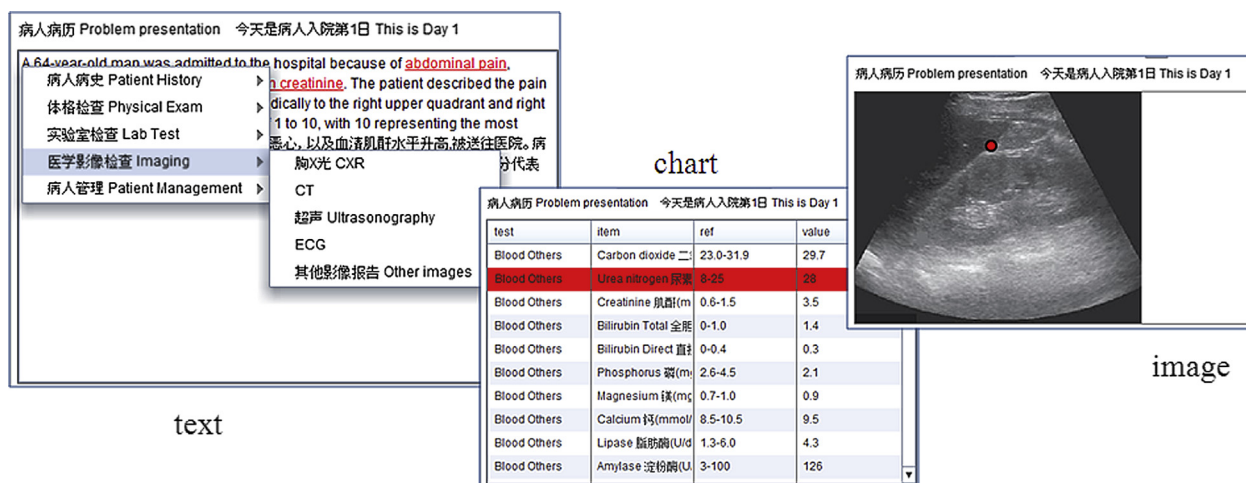 病人病历 Problem presentation 今天是病人入院第1日 This is Day 1
A 64-year-old man was admitted to the hospital because of abdominal pain,
creatinine. The patient described the pain
to the right upper quadrant and right
1 to 10, with 10 representing the most
恶心, 以及血清肌酐水平升高,被送往医院。病
分代表
病人病史 Patient History
体格检查 Physical Exam
实验室检查 Lab Test
医学影像检查 Imaging
病人管理 Patient Management
胸X光 CXR
CT
超声 Ultrasonography
ECG
其他影像报告 Other images
text
chart
病人病历 Problem presentation 今天是病人入院第1日 This is Day 1
test item ref value
Blood Others Carbon dioxide 23.0-31.9 29.7
Blood Others Urea nitrogen 尿素 8-25 28
Blood Others Creatinine 肌酐(m 0.6-1.5 3.5
Blood Others Bilirubin Total 全胆 0-1.0 1.4
Blood Others Bilirubin Direct 直接 0-0.4 0.3
Blood Others Phosphorus 磷(m 2.6-4.5 2.1
Blood Others Magnesium 镁(m 0.7-1.0 0.9
Blood Others Calcium 钙(mmol/ 8.5-10.5 9.5
Blood Others Lipase 脂肪酶(U/d 1.3-6.0 4.3
Blood Others Amylase 淀粉酶(U 3-100 126
病人病历 Problem presentation 今天是病人入院第1日 This is Day 1
image